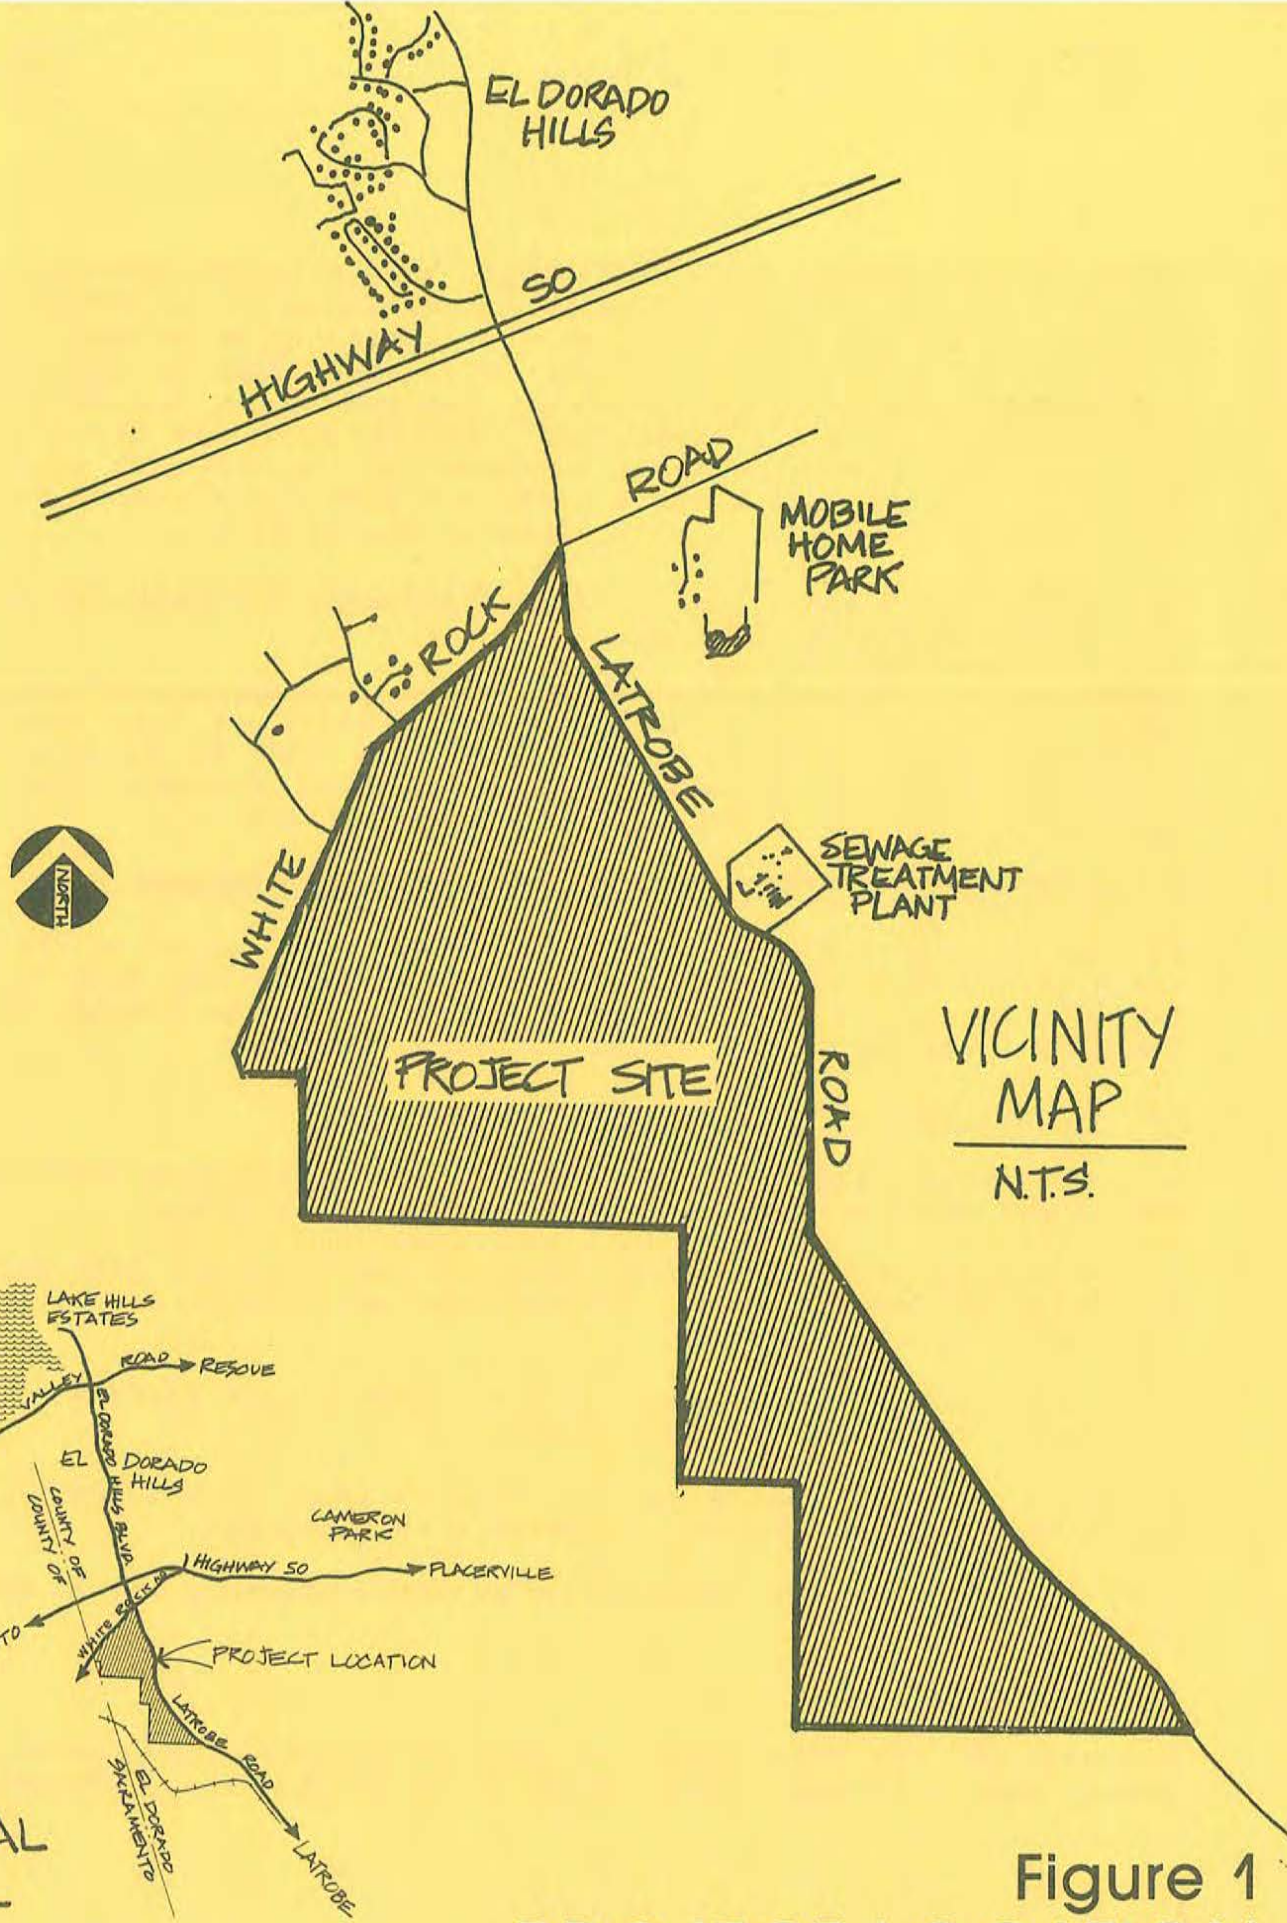 EL DORADO
HILLS
HIGHWAY 50
ROAD
MOBILE
HOME
PARK
WHITE ROCK
LATROBE
ROAD
SEWAGE
TREATMENT
PLANT
NORTH
PROJECT SITE
VICINITY
MAP
N.T.S.
LAKE HILLS
ESTATES
VALLEY ROAD
RESCUE
EL DORADO HILLS BLVD.
EL DORADO
HILLS
COUNTY OF
COUNTY OF
CAMERON
PARK
HIGHWAY 50
PLACERVILLE
WHITE ROCK RD
TO
PROJECT LOCATION
LATROBE ROAD
EL DORADO
SACRAMENTO
LATROBE
AL
Figure 1